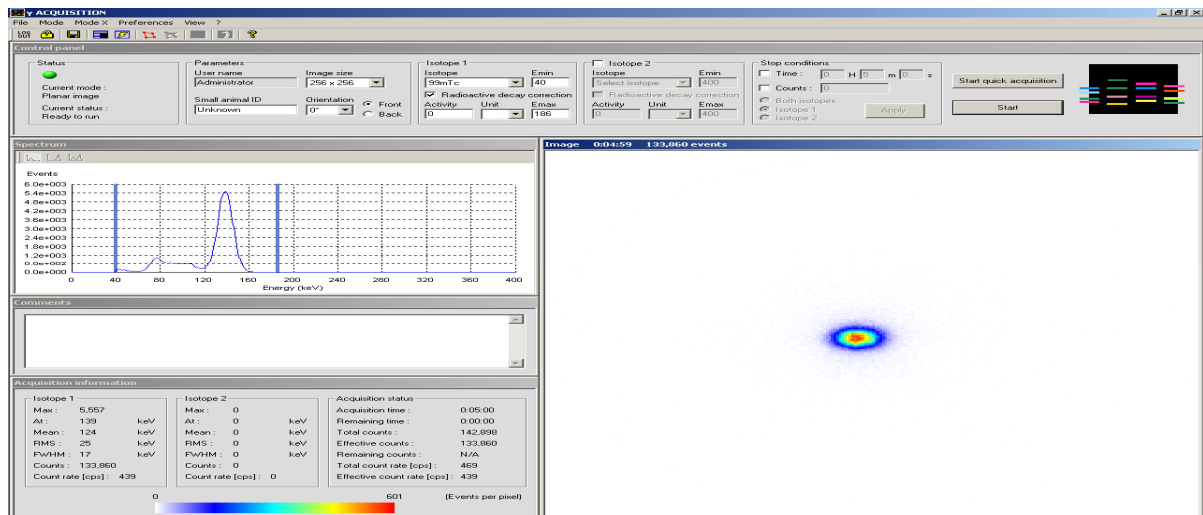 γ ACQUISITION
File Mode Mode X Preferences View ?
LOG OUT
Control panel
Status
Current mode :
Planar image
Current status :
Ready to run
Parameters
User name Image size
Administrator 256 x 256
Small animal ID Orientation
Unknown 0° Front
Back
Isotope 1
Isotope Emin
99mTc 40
Radioactive decay correction
Activity Unit Emax
0 186
Isotope 2
Isotope Emin
Select isotope 400
Radioactive decay correction
Activity Unit Emax
0 400
Stop conditions
Time : 0 H 5 m 0 s
Counts : 0
Both isotopes
Isotope 1
Isotope 2
Apply
Start quick acquisition
Start
Spectrum
Events
6.0e+003
5.4e+003
4.8e+003
4.2e+003
3.6e+003
3.0e+003
2.4e+003
1.8e+003
1.2e+003
6.0e+002
0.0e+000
0 40 80 120 160 200 240 280 320 360 400
Energy (keV)
Image 0:04:59 133,860 events
Comments
Acquisition information
Isotope 1
Max : 5,557
At : 139 keV
Mean : 124 keV
RMS : 25 keV
FWHM : 17 keV
Counts : 133,860
Count rate [cps] : 439
Isotope 2
Max : 0
At : 0 keV
Mean : 0 keV
RMS : 0 keV
FWHM : 0 keV
Counts : 0
Count rate [cps] : 0
Acquisition status
Acquisition time : 0:05:00
Remaining time : 0:00:00
Total counts : 142,898
Effective counts : 133,860
Remaining counts : N/A
Total count rate [cps] : 469
Effective count rate [cps] : 439
0 601 (Events per pixel)